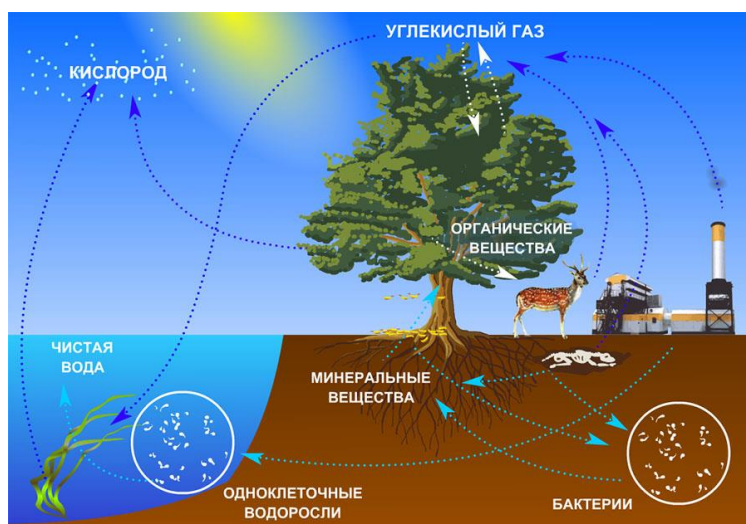 УГЛЕКИСЛЫЙ ГАЗ
КИСЛОРОД
ОРГАНИЧЕСКИЕ
ВЕЩЕСТВА
ЧИСТАЯ
ВОДА
МИНЕРАЛЬНЫЕ
ВЕЩЕСТВА
ОДНОКЛЕТОЧНЫЕ
ВОДОРОСЛИ
БАКТЕРИИ